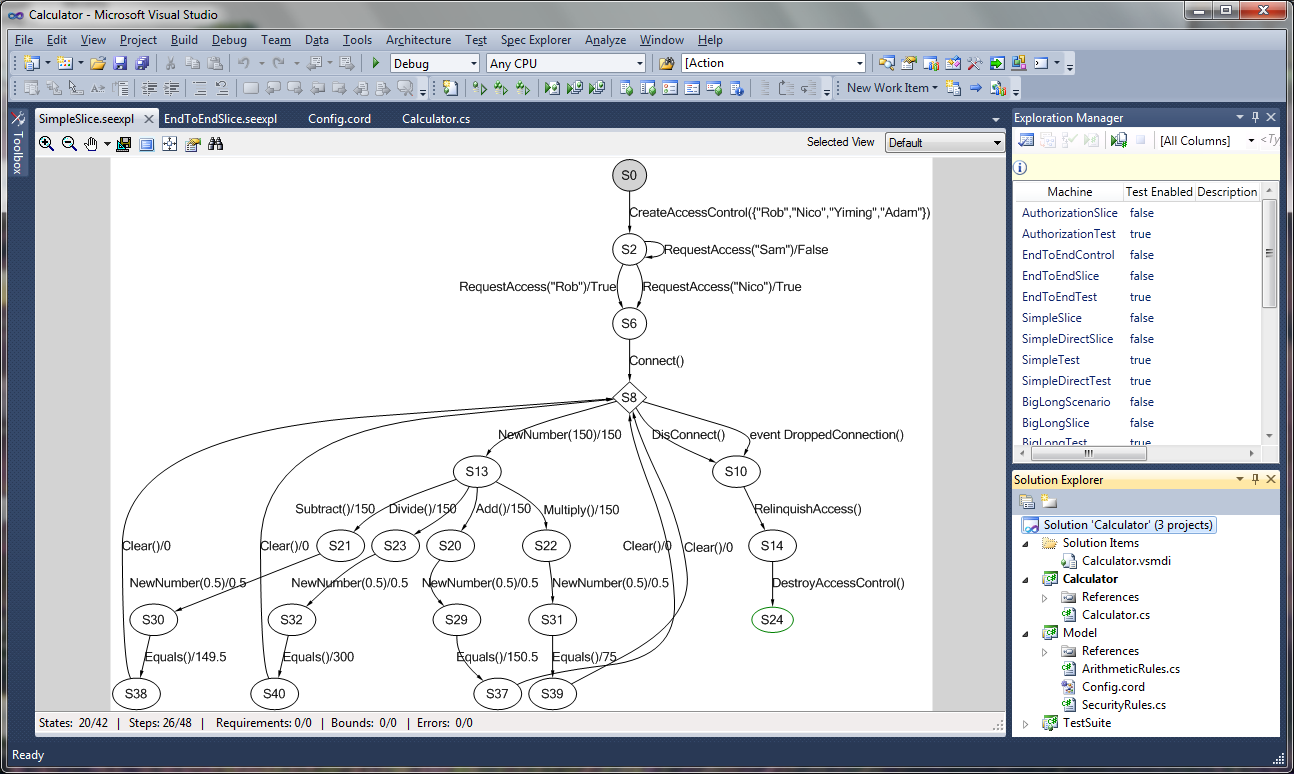 Calculator - Microsoft Visual Studio
File Edit View Project Build Debug Team Data Tools Architecture Test Spec Explorer Analyze Window Help
Debug Any CPU [Action
New Work Item
Toolbox
SimpleSlice.seexpl EndToEndSlice.seexpl Config.cord Calculator.cs
Selected View Default
S0
CreateAccessControl({"Rob","Nico","Yiming","Adam"})
S2
RequestAccess("Sam")/False
RequestAccess("Rob")/True RequestAccess("Nico")/True
S6
Connect()
S8
NewNumber(150)/150 DisConnect() event DroppedConnection()
S13 S10
Subtract()/150 Divide()/150 Add()/150 Multiply()/150 RelinquishAccess()
Clear()/0 Clear()/0 S21 S23 S20 S22 Clear()/0 Clear()/0 S14
NewNumber(0.5)/0.5 NewNumber(0.5)/0.5 NewNumber(0.5)/0.5 NewNumber(0.5)/0.5 DestroyAccessControl()
S30 S32 S29 S31 S24
Equals()/149.5 Equals()/300 Equals()/150.5 Equals()/75
S38 S40 S37 S39
States: 20/42 | Steps: 26/48 | Requirements: 0/0 | Bounds: 0/0 | Errors: 0/0
Exploration Manager
[All Columns] <Ty
Machine Test Enabled Description
AuthorizationSlice false
AuthorizationTest true
EndToEndControl false
EndToEndSlice false
EndToEndTest true
SimpleSlice false
SimpleDirectSlice false
SimpleTest true
SimpleDirectTest true
BigLongScenario false
BigLongSlice false
BigLongTest true
Solution Explorer
Solution 'Calculator' (3 projects)
Solution Items
Calculator.vsmdi
Calculator
References
Calculator.cs
Model
References
ArithmeticRules.cs
Config.cord
SecurityRules.cs
TestSuite
Ready